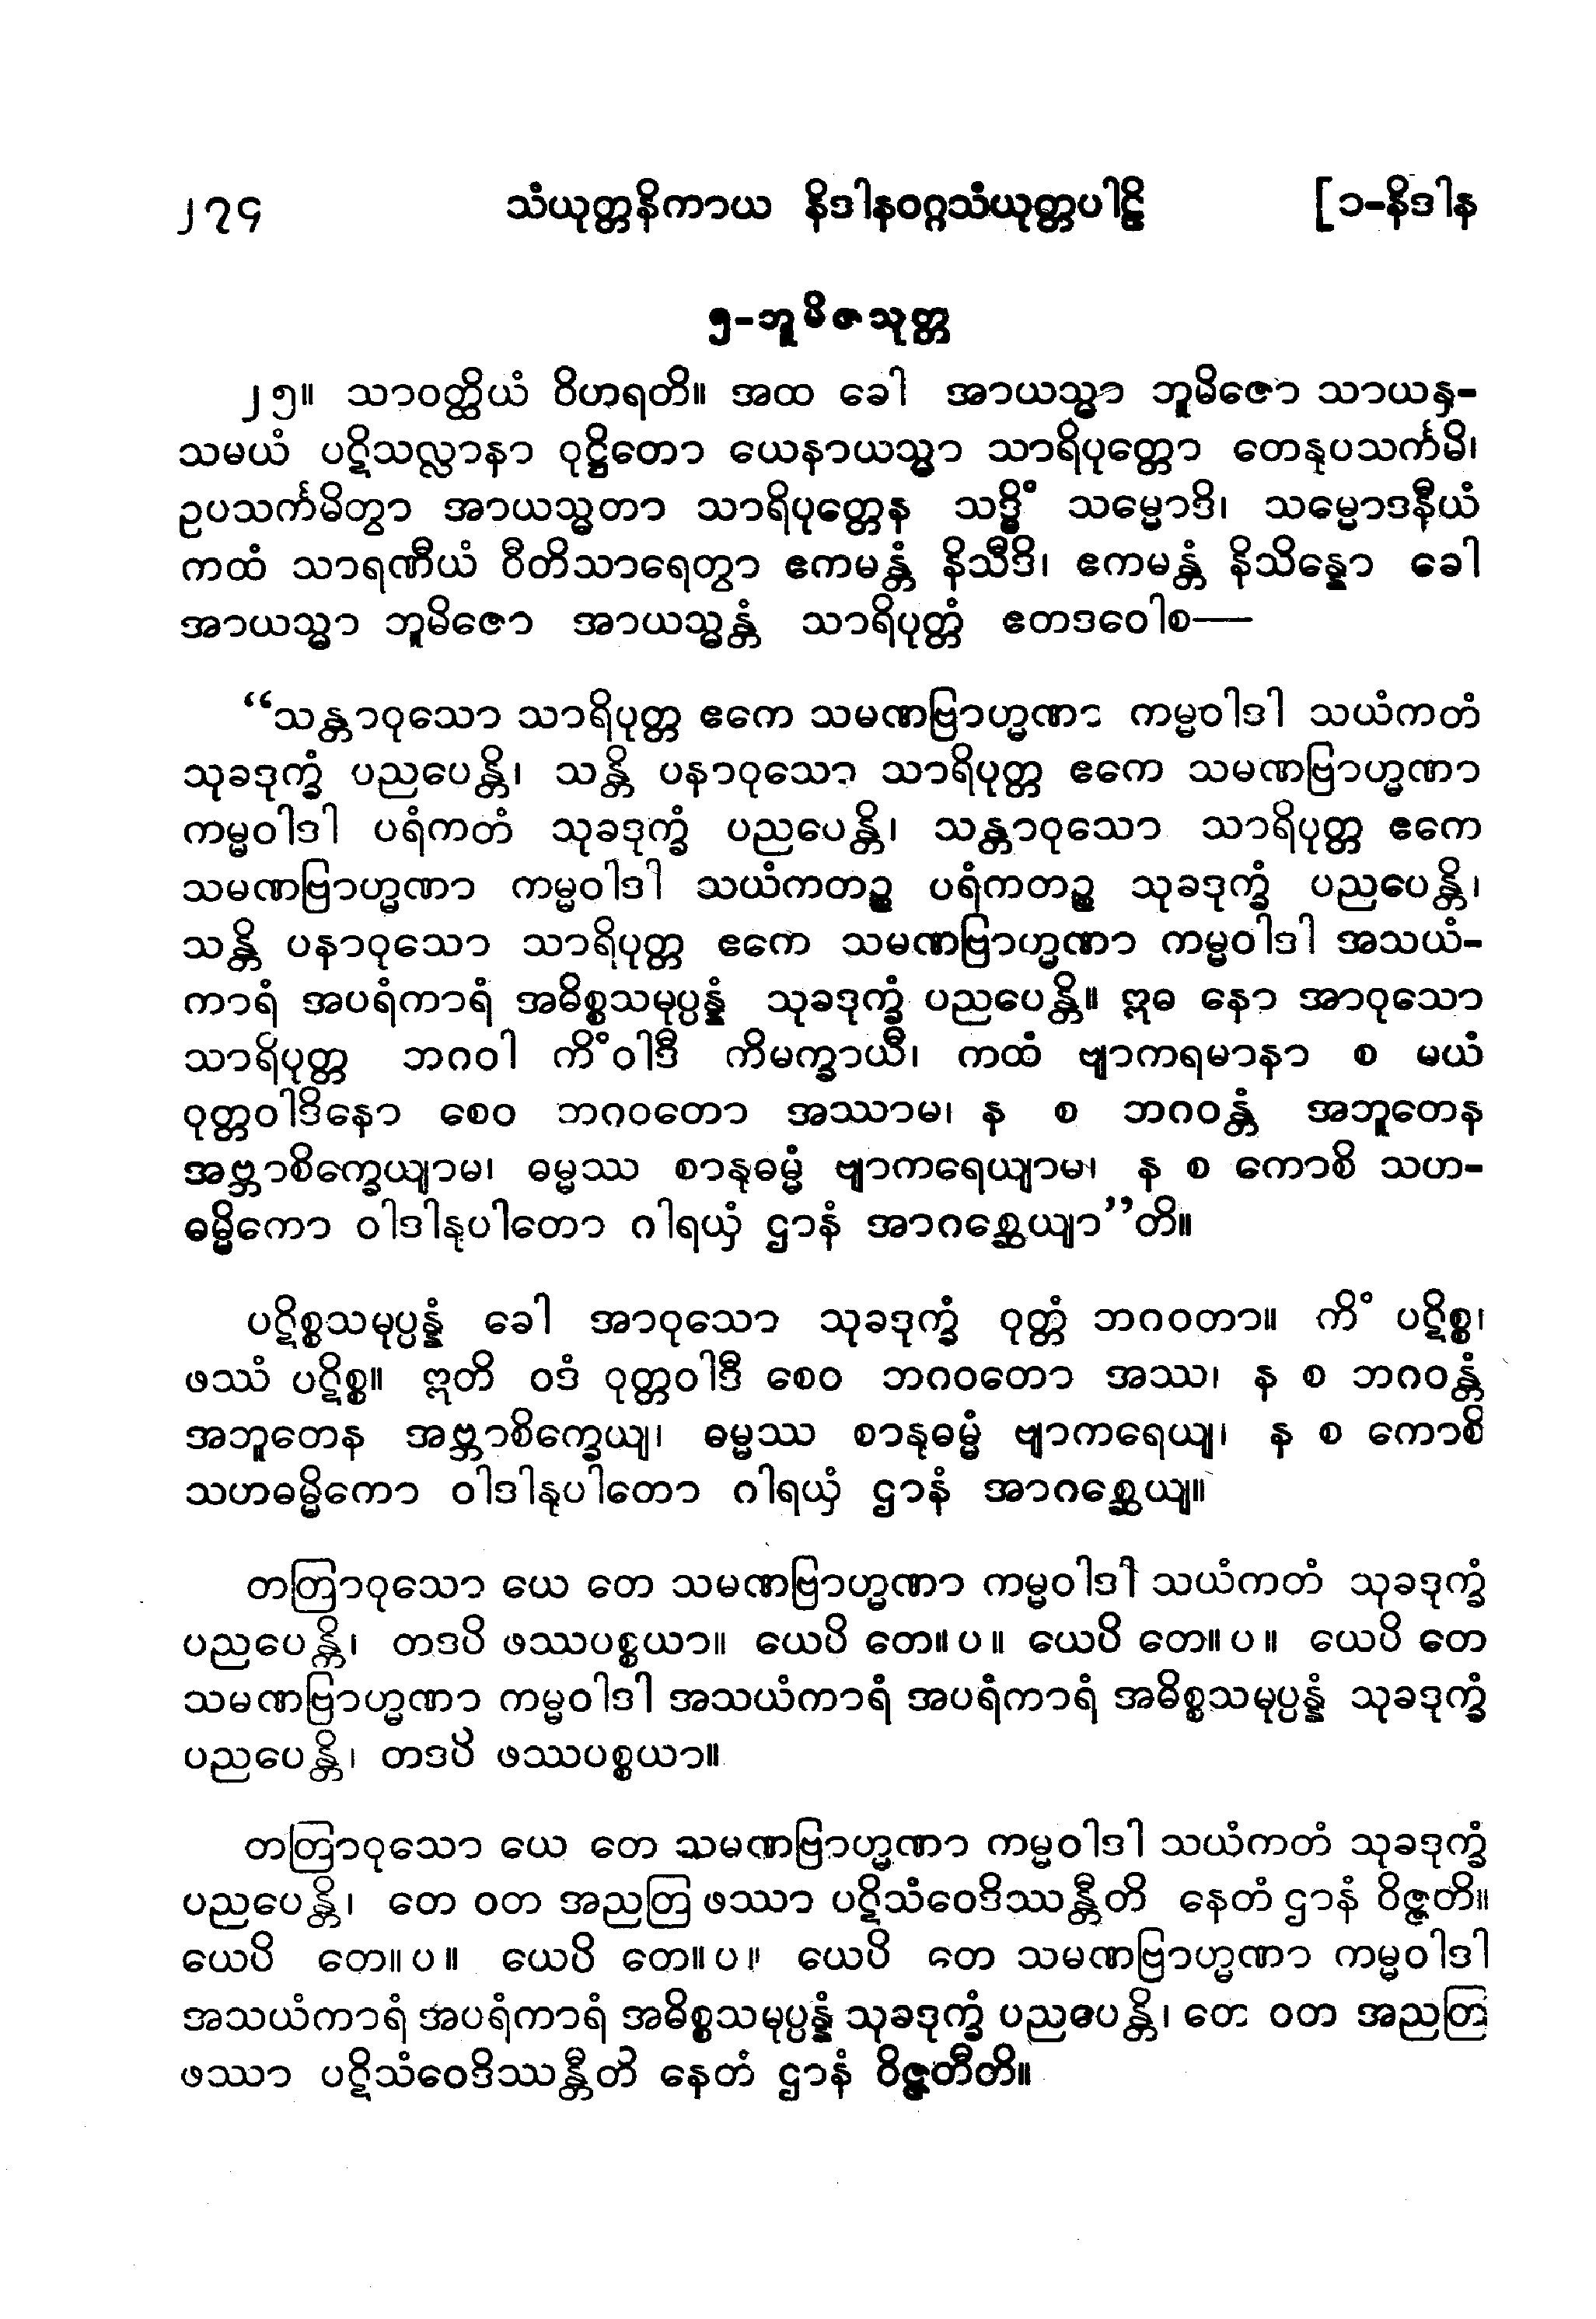 ၂၇၄ သံယုတ္တနိကာယ နိဒါနဝဂ္ဂသံယုတ္တပါဠိ [၁-နိဒါန
၅-ဘူမိဇသုတ္တ
၂၅။ သာဝတ္ထိယံ ဝိဟရတိ။ အထ ခေါ အာယသ္မာ ဘူမိဇော သာယနှ-
သမယံ ပဋိသလ္လာနာ ဝုဋ္ဌိတော ယေနာယသ္မာ သာရိပုတ္တော တေနုပသင်္ကမိ၊
ဥပသင်္ကမိတွာ အာယသ္မတာ သာရိပုတ္တေန သဒ္ဓိံ သမ္မောဒိ၊ သမ္မောဒနီယံ
ကထံ သာရဏီယံ ဝီတိသာရေတွာ ဧကမန္တံ နိသီဒိ၊ ဧကမန္တံ နိသိန္နော ခေါ
အာယသ္မာ ဘူမိဇော အာယသ္မန္တံ သာရိပုတ္တံ ဧတဒဝေါစ—
“သန္တာဝုသော သာရိပုတ္တ ဧကေ သမဏဗြာဟ္မဏာ ကမ္မဝါဒါ သယံကတံ
သုခဒုက္ခံ ပညပေန္တိ၊ သန္တိ ပနာဝုသော သာရိပုတ္တ ဧကေ သမဏဗြာဟ္မဏာ
ကမ္မဝါဒါ ပရံကတံ သုခဒုက္ခံ ပညပေန္တိ၊ သန္တာဝုသော သာရိပုတ္တ ဧကေ
သမဏဗြာဟ္မဏာ ကမ္မဝါဒါ သယံကတဉ္စ ပရံကတဉ္စ သုခဒုက္ခံ ပညပေန္တိ၊
သန္တိ ပနာဝုသော သာရိပုတ္တ ဧကေ သမဏဗြာဟ္မဏာ ကမ္မဝါဒါ အသယံ-
ကာရံ အပရံကာရံ အဓိစ္စသမုပ္ပန္နံ သုခဒုက္ခံ ပညပေန္တိ။ ဣဓ နော အာဝုသော
သာရိပုတ္တ ဘဂဝါ ကိံဝါဒီ ကိမက္ခာယီ၊ ကထံ ဗျာကရမာနာ စ မယံ
ဝုတ္တဝါဒိနော စေဝ ဘဂဝတော အဿာမ၊ န စ ဘဂဝန္တံ အဘူတေန
အဗ္ဘာစိက္ခေယျာမ၊ ဓမ္မဿ စာနုဓမ္မံ ဗျာကရေယျာမ၊ န စ ကောစိ သဟ-
ဓမ္မိကော ဝါဒါနုပါတော ဂါရယှံ ဌာနံ အာဂစ္ဆေယျာ”တိ။
ပဋိစ္စသမုပ္ပန္နံ ခေါ အာဝုသော သုခဒုက္ခံ ဝုတ္တံ ဘဂဝတာ။ ကိံ ပဋိစ္စ၊
ဖဿံ ပဋိစ္စ။ ဣတိ ဝဒံ ဝုတ္တဝါဒီ စေဝ ဘဂဝတော အဿ၊ န စ ဘဂဝန္တံ
အဘူတေန အဗ္ဘာစိက္ခေယျ၊ ဓမ္မဿ စာနုဓမ္မံ ဗျာကရေယျ၊ န စ ကောစိ
သဟဓမ္မိကော ဝါဒါနုပါတော ဂါရယှံ ဌာနံ အာဂစ္ဆေယျ။
တတြာဝုသော ယေ တေ သမဏဗြာဟ္မဏာ ကမ္မဝါဒါ သယံကတံ သုခဒုက္ခံ
ပညပေန္တိ၊ တဒပိ ဖဿပစ္စယာ။ ယေပိ တေ။ ပ ။ ယေပိ တေ။ ပ ။ ယေပိ တေ
သမဏဗြာဟ္မဏာ ကမ္မဝါဒါ အသယံကာရံ အပရံကာရံ အဓိစ္စသမုပ္ပန္နံ သုခဒုက္ခံ
ပညပေန္တိ၊ တဒပိ ဖဿပစ္စယာ။
တတြာဝုသော ယေ တေ သမဏဗြာဟ္မဏာ ကမ္မဝါဒါ သယံကတံ သုခဒုက္ခံ
ပညပေန္တိ၊ တေ ဝတ အညတြ ဖဿာ ပဋိသံဝေဒိဿန္တီတိ နေတံ ဌာနံ ဝိဇ္ဇတိ။
ယေပိ တေ။ ပ ။ ယေပိ တေ။ ပ ။ ယေပိ တေ သမဏဗြာဟ္မဏာ ကမ္မဝါဒါ
အသယံကာရံ အပရံကာရံ အဓိစ္စသမုပ္ပန္နံ သုခဒုက္ခံ ပညပေန္တိ၊ တေ ဝတ အညတြ
ဖဿာ ပဋိသံဝေဒိဿန္တီတိ နေတံ ဌာနံ ဝိဇ္ဇတီတိ။